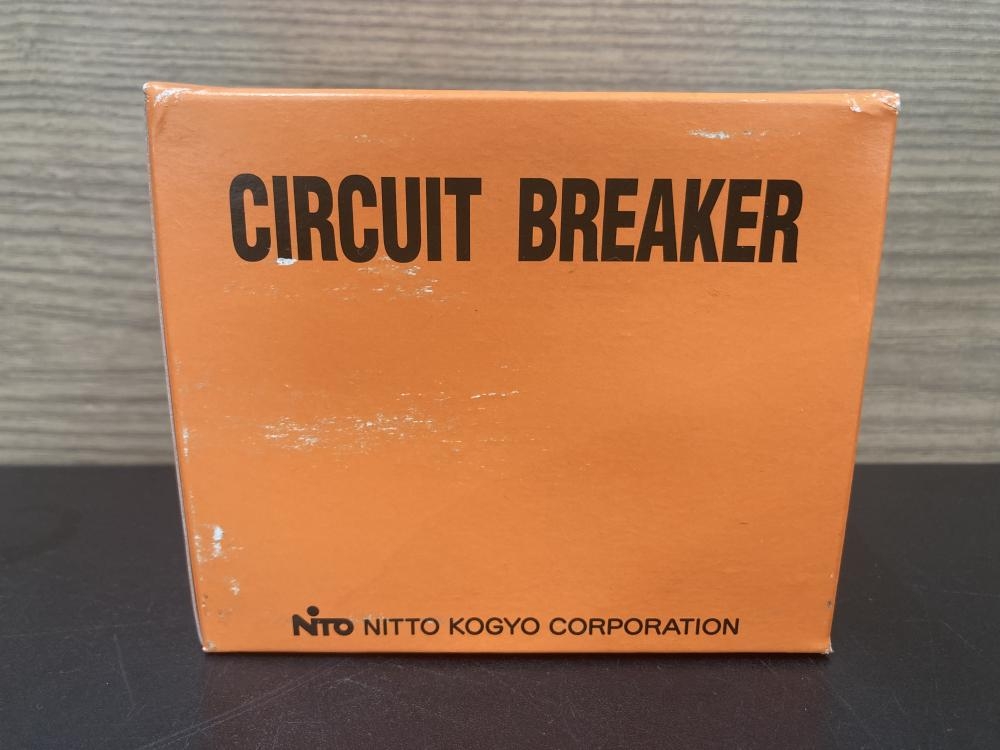 CIRCUIT BREAKER
NiTO NITTO KOGYO CORPORATION